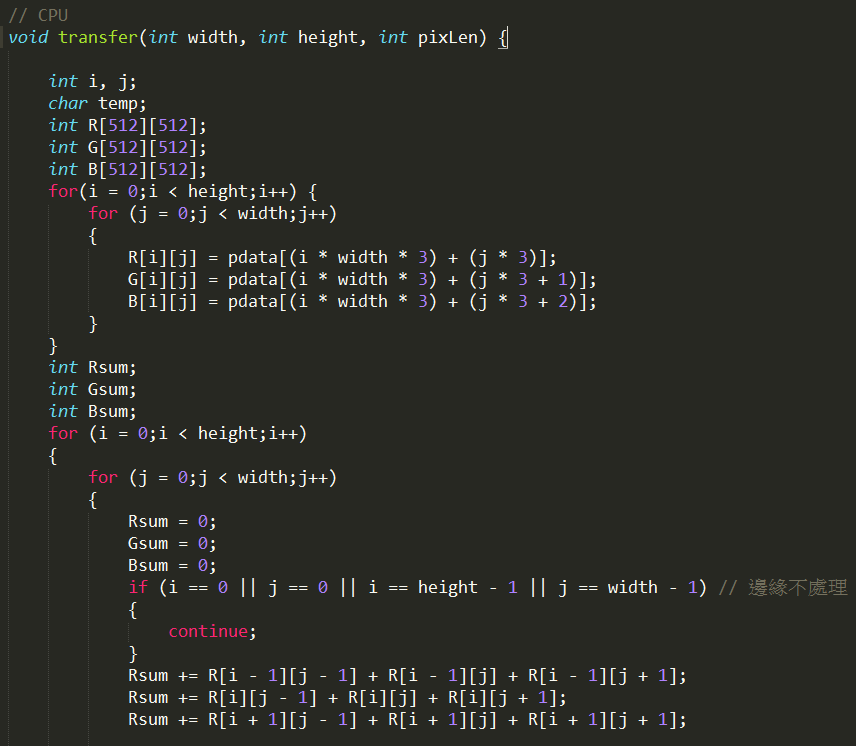 // CPU
void transfer(int width, int height, int pixLen) {
int i, j;
char temp;
int R[512][512];
int G[512][512];
int B[512][512];
for(i = 0;i < height;i++) {
for (j = 0;j < width;j++)
{
R[i][j] = pdata[(i * width * 3) + (j * 3)];
G[i][j] = pdata[(i * width * 3) + (j * 3 + 1)];
B[i][j] = pdata[(i * width * 3) + (j * 3 + 2)];
}
}
int Rsum;
int Gsum;
int Bsum;
for (i = 0;i < height;i++)
{
for (j = 0;j < width;j++)
{
Rsum = 0;
Gsum = 0;
Bsum = 0;
if (i == 0 || j == 0 || i == height - 1 || j == width - 1) // 邊緣不處理
{
continue;
}
Rsum += R[i - 1][j - 1] + R[i - 1][j] + R[i - 1][j + 1];
Rsum += R[i][j - 1] + R[i][j] + R[i][j + 1];
Rsum += R[i + 1][j - 1] + R[i + 1][j] + R[i + 1][j + 1];